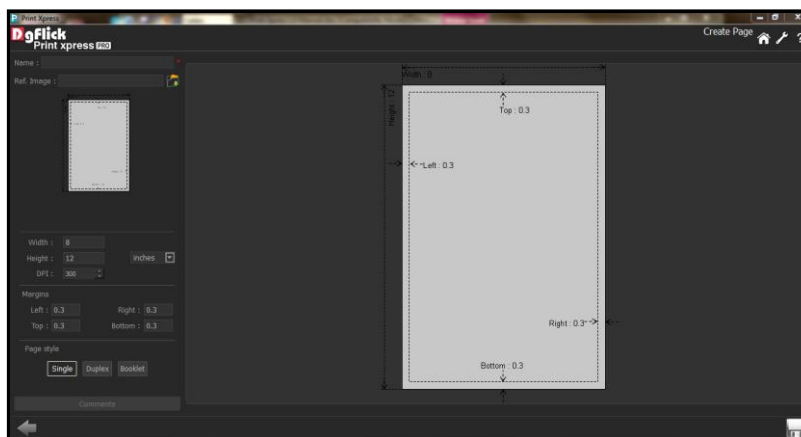 Print Xpress
DgFlick
Print xpress PRO
Create Page
?
Name : *
Ref. Image :
Width : 8
Height : 12 Inches
DPI : 300
Margins
Left : 0.3 Right : 0.3
Top : 0.3 Bottom : 0.3
Page style
Single Duplex Booklet
Comments
Width : 8
Height : 12
Top : 0.3
Left : 0.3
Right : 0.3
Bottom : 0.3